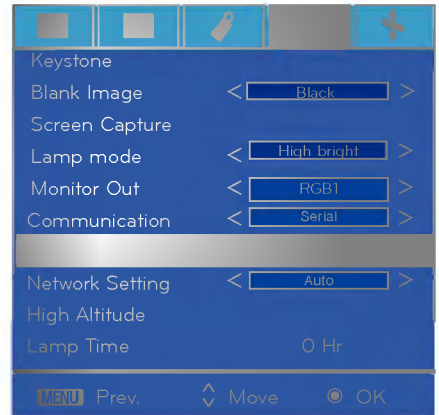 Keystone
Blank Image < Black >
Screen Capture
Lamp mode < High bright >
Monitor Out < RGB1 >
Communication < Serial >
Network Setting < Auto >
High Altitude
Lamp Time 0 Hr
MENU Prev. Move OK